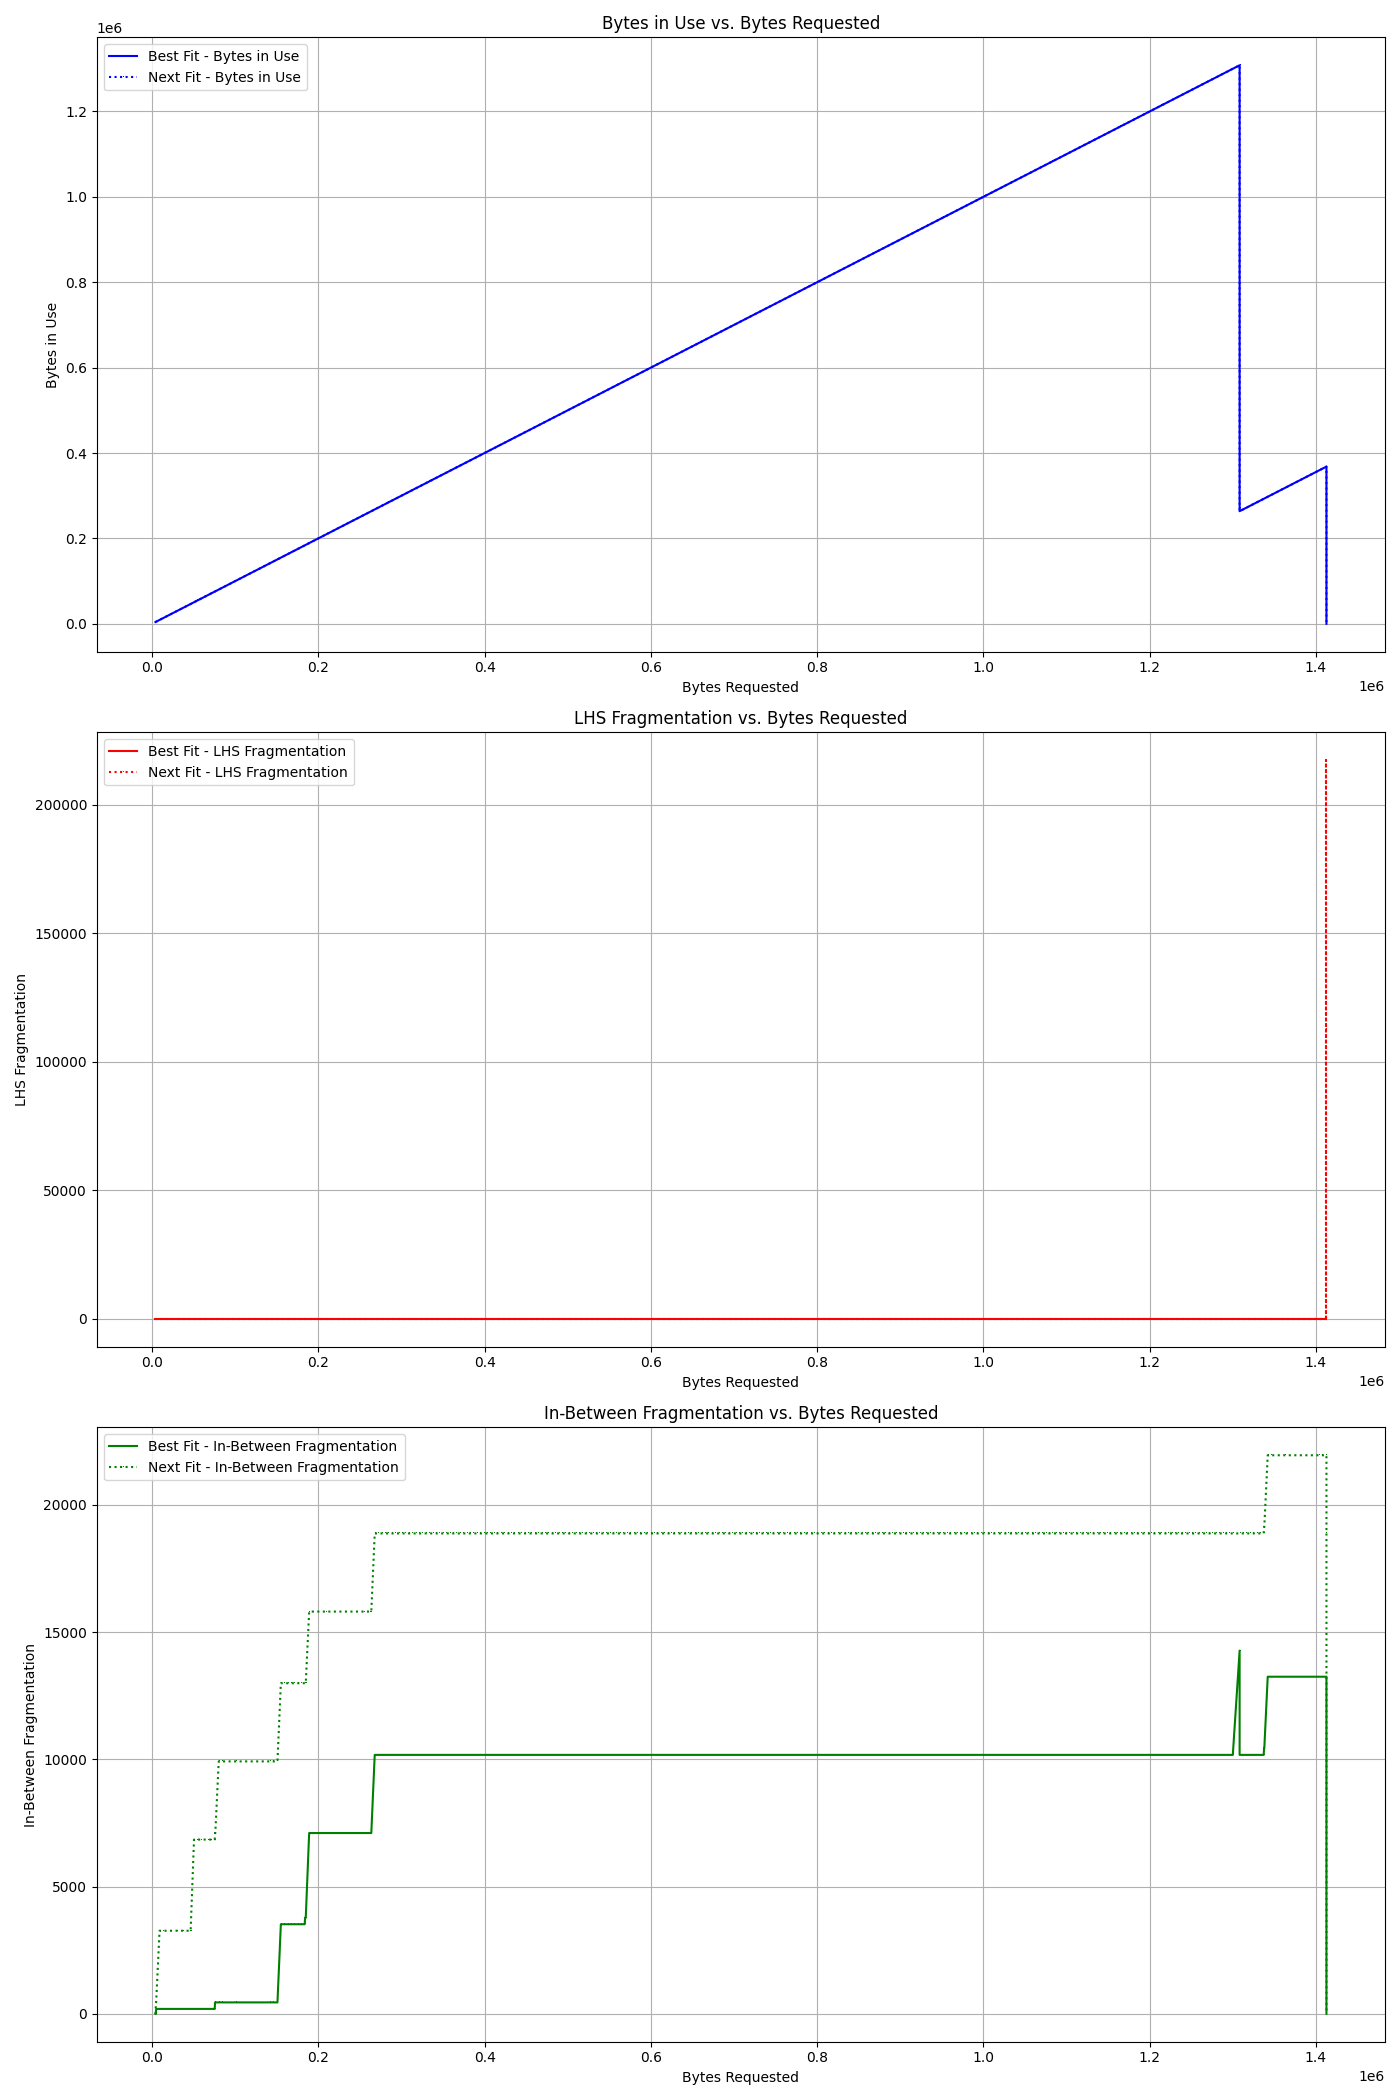 Bytes in Use vs. Bytes Requested
1e6
Best Fit - Bytes in Use
Next Fit - Bytes in Use
1.2
1.0
0.8
0.6
0.4
0.2
0.0
Bytes in Use
0.0 0.2 0.4 0.6 0.8 1.0 1.2 1.4
Bytes Requested
1e6
LHS Fragmentation vs. Bytes Requested
Best Fit - LHS Fragmentation
Next Fit - LHS Fragmentation
200000
150000
100000
50000
0
LHS Fragmentation
0.0 0.2 0.4 0.6 0.8 1.0 1.2 1.4
Bytes Requested
1e6
In-Between Fragmentation vs. Bytes Requested
Best Fit - In-Between Fragmentation
Next Fit - In-Between Fragmentation
20000
15000
10000
5000
0
In-Between Fragmentation
0.0 0.2 0.4 0.6 0.8 1.0 1.2 1.4
Bytes Requested
1e6